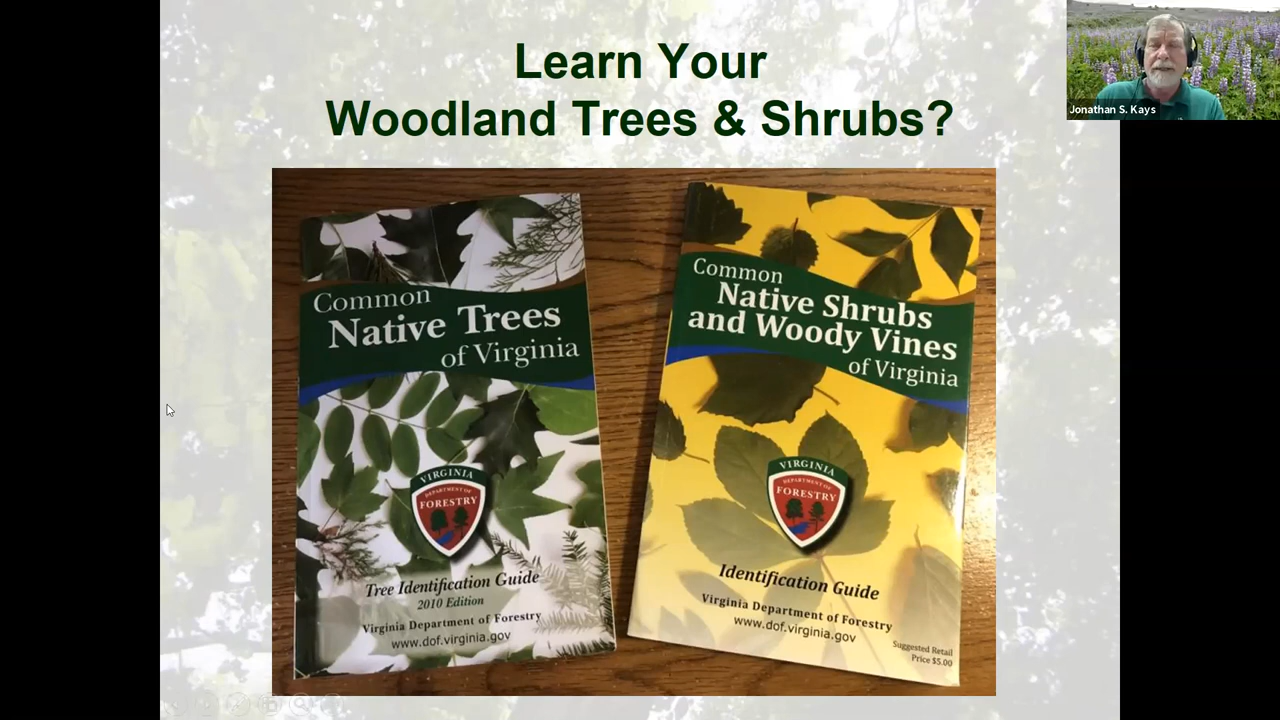 Learn Your
Woodland Trees & Shrubs?
Jonathan S. Kays
Common
Native Trees
of Virginia
VIRGINIA
DEPARTMENT OF
FORESTRY
Tree Identification Guide
2010 Edition
Virginia Department of Forestry
www.dof.virginia.gov
Common
Native Shrubs
and Woody Vines
of Virginia
VIRGINIA
DEPARTMENT OF
FORESTRY
Identification Guide
Virginia Department of Forestry
www.dof.virginia.gov
Suggested Retail
Price $5.00